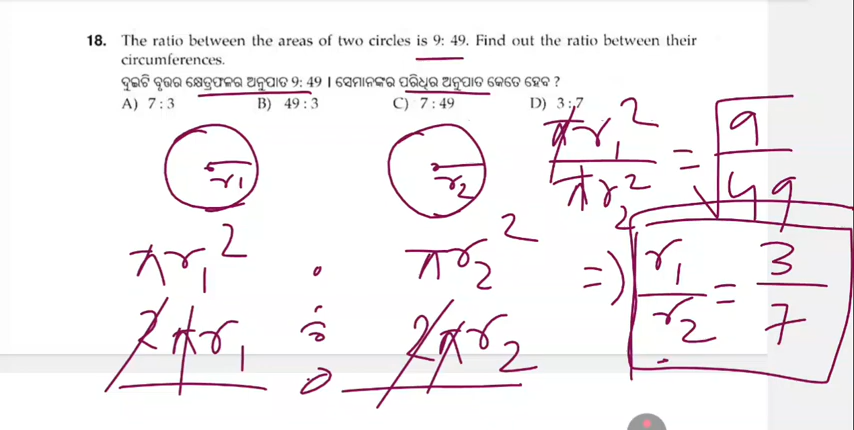 18. The ratio between the areas of two circles is 9: 49. Find out the ratio between their
circumferences.
ଦୁଇଟି ବୃତ୍ତର କ୍ଷେତ୍ରଫଳର ଅନୁପାତ 9: 49 । ସେମାନଙ୍କର ପରିଧିର ଅନୁପାତ କେତେ ହେବ ?
A) 7 : 3 B) 49 : 3 C) 7 : 49 D) 3 : 7
r₁ r₂ πr₁²/πr₂² = √9/49
πr₁² : πr₂² => r₁/r₂ = 3/7
2πr₁ : 2πr₂